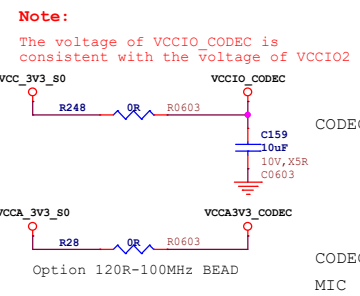 Note:
The voltage of VCCIO_CODEC is
consistent with the voltage of VCCIO2
VCC_3V3_S0 VCCIO_CODEC
R248 0R R0603
C159
10uF
10V,X5R
C0603
CODEC
VCCA_3V3_S0 VCCA3V3_CODEC
R28 0R R0603
Option 120R-100MHz BEAD
CODEC
MIC